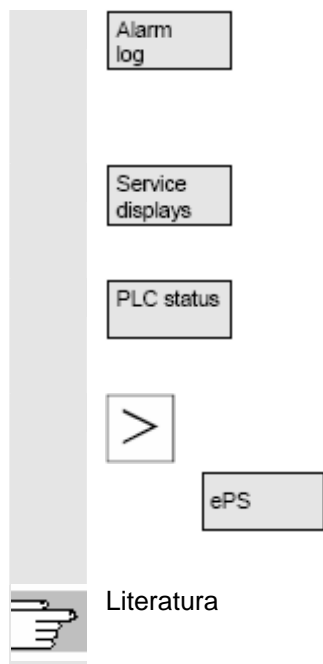 Alarm
log
Service
displays
PLC status
>
ePS
Literatura